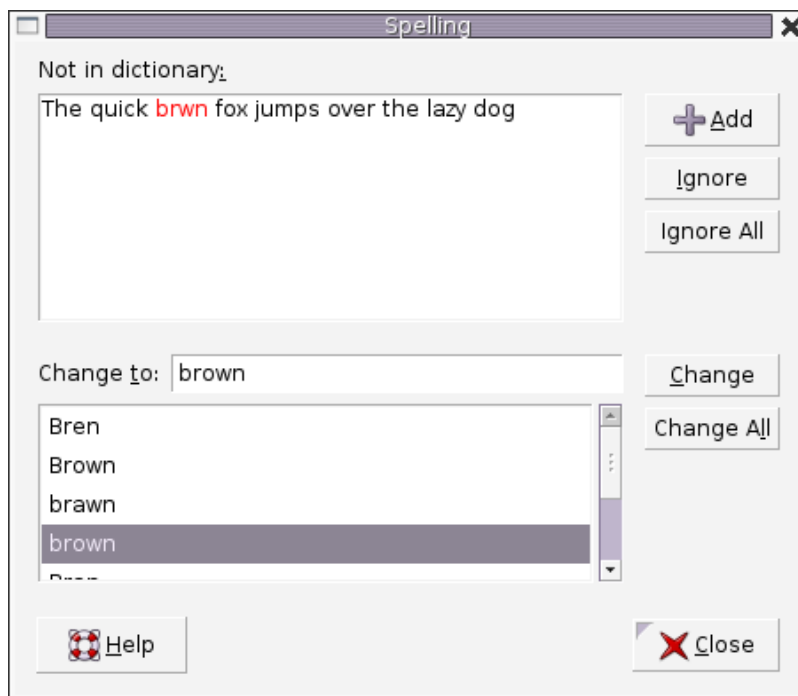 Spelling
Not in dictionary:
The quick brwn fox jumps over the lazy dog
Add
Ignore
Ignore All
Change to: brown
Change
Bren
Brown
brawn
brown
Change All
Help
Close